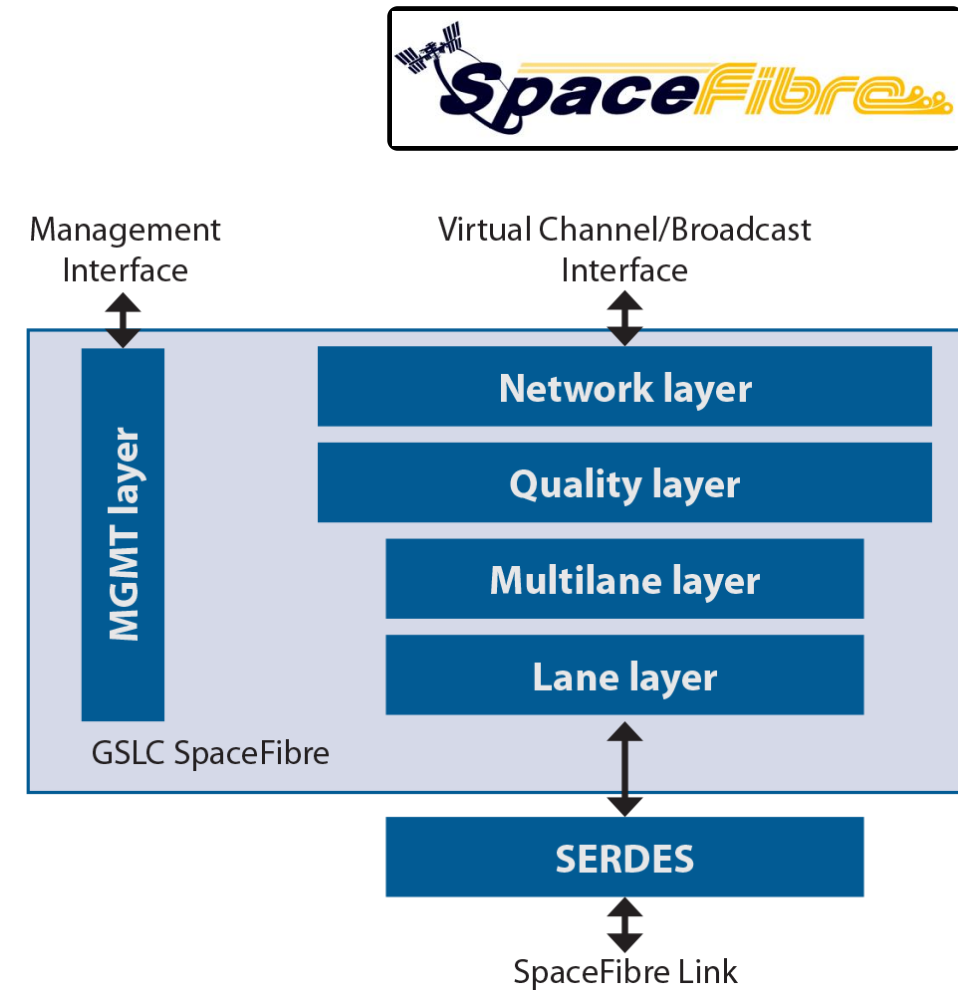 SpaceFibre
Management
Interface
Virtual Channel/Broadcast
Interface
Network layer
Quality layer
MGMT layer
Multilane layer
Lane layer
GSLC SpaceFibre
SERDES
SpaceFibre Link